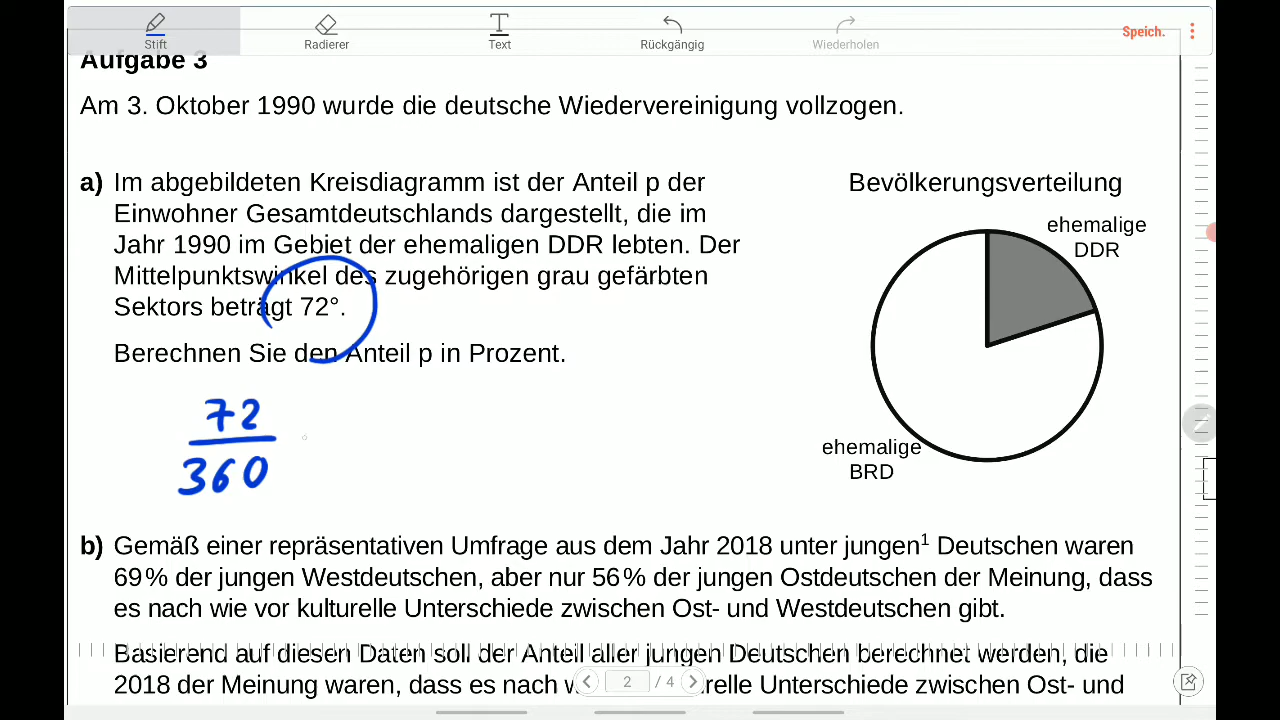 Stift
Radierer
Text
Rückgängig
Wiederholen
Speich.
Aufgabe 3
Am 3. Oktober 1990 wurde die deutsche Wiedervereinigung vollzogen.
a) Im abgebildeten Kreisdiagramm ist der Anteil p der
Einwohner Gesamtdeutschlands dargestellt, die im
Jahr 1990 im Gebiet der ehemaligen DDR lebten. Der
Mittelpunktswinkel des zugehörigen grau gefärbten
Sektors beträgt 72°.
Berechnen Sie den Anteil p in Prozent.
72
360
Bevölkerungsverteilung
ehemalige
DDR
ehemalige
BRD
b) Gemäß einer repräsentativen Umfrage aus dem Jahr 2018 unter jungen¹ Deutschen waren
69% der jungen Westdeutschen, aber nur 56% der jungen Ostdeutschen der Meinung, dass
es nach wie vor kulturelle Unterschiede zwischen Ost- und Westdeutschen gibt.
Basierend auf diesen Daten soll der Anteil aller jungen Deutschen berechnet werden, die
2018 der Meinung waren, dass es nach Unterschiede zwischen Ost- und
2 / 4